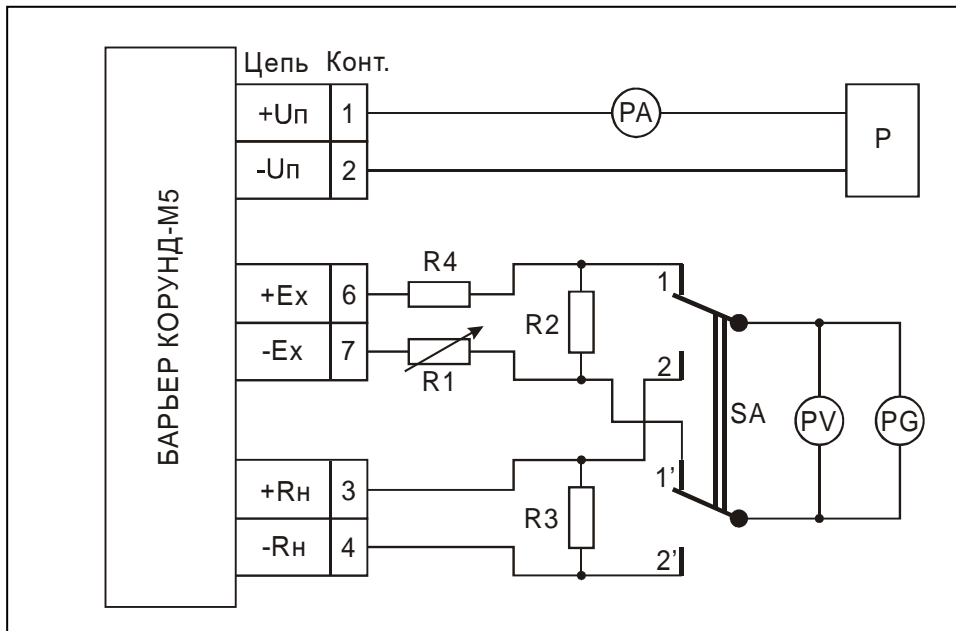 Цепь Конт.
+Uп 1
-Uп 2
PA
P
БАРЬЕР КОРУНД-М5
+Ex 6
-Ex 7
R4
R1
R2
1
2
1’
2’
SA
PV
PG
+Rн 3
-Rн 4
R3